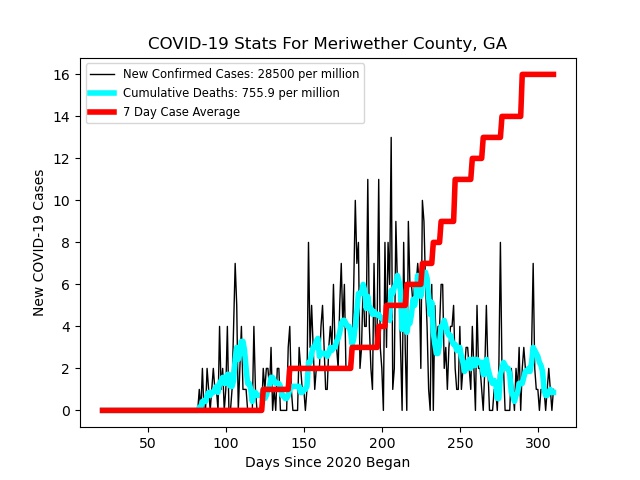 COVID-19 Stats For Meriwether County, GA
New Confirmed Cases: 28500 per million
Cumulative Deaths: 755.9 per million
7 Day Case Average
New COVID-19 Cases
16
14
12
10
8
6
4
2
0
50 100 150 200 250 300
Days Since 2020 Began